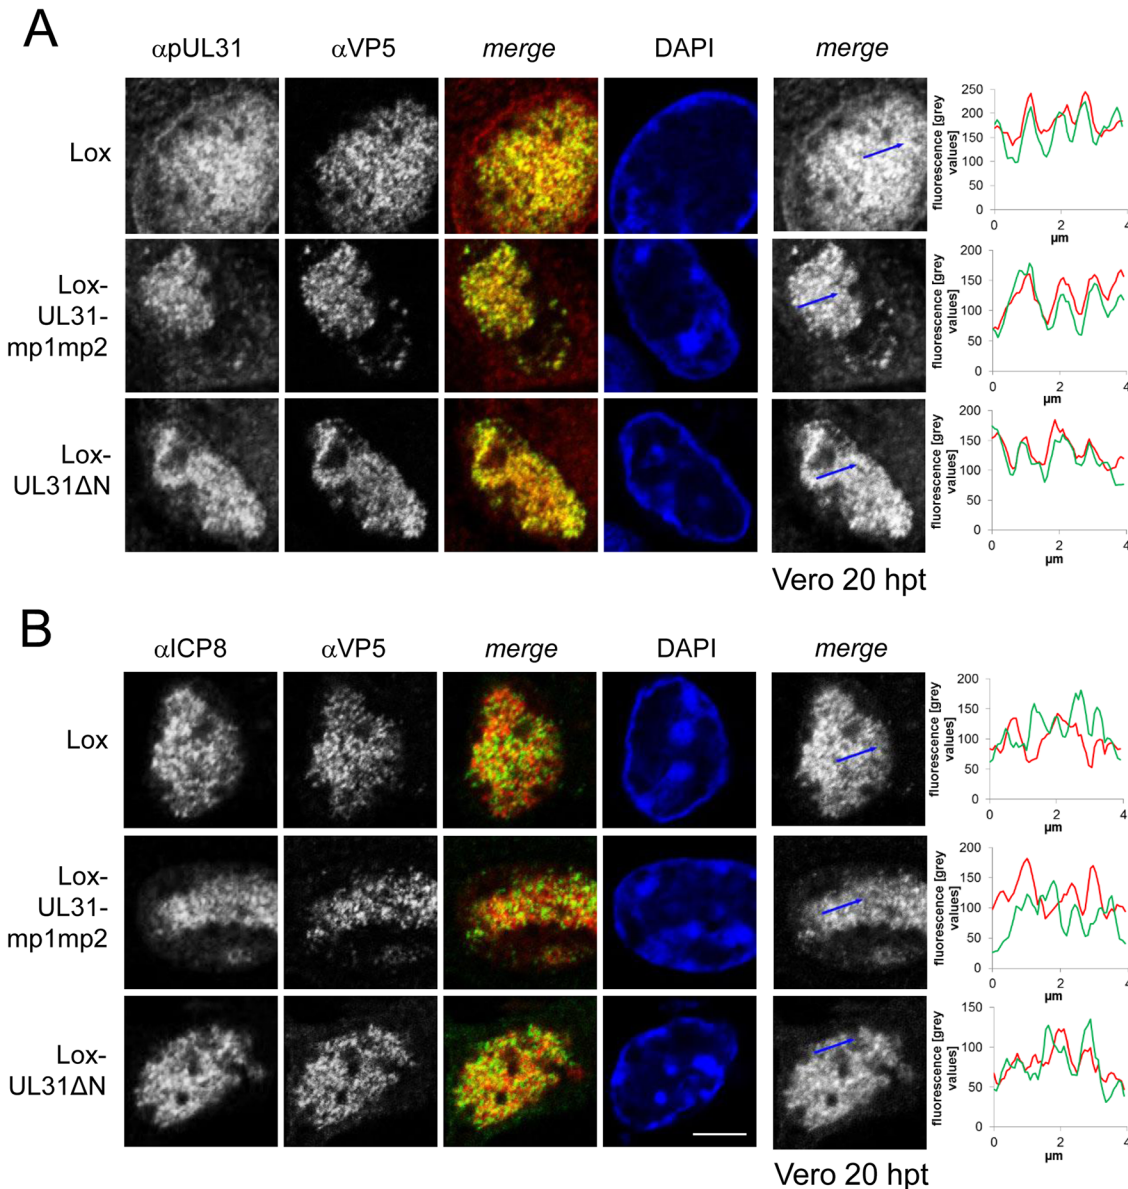 A
αpUL31 αVP5 merge DAPI merge
Lox
fluorescence [grey values]
250
200
150
100
50
0
0 2 4
µm
Lox-
UL31-
mp1mp2
fluorescence [grey values]
200
150
100
50
0
0 2 4
µm
Lox-
UL31ΔN
fluorescence [grey values]
200
150
100
50
0
0 2 4
µm
Vero 20 hpt
B
αICP8 αVP5 merge DAPI merge
Lox
fluorescence [grey values]
200
150
100
50
0
0 2 4
µm
Lox-
UL31-
mp1mp2
fluorescence [grey values]
200
150
100
50
0
0 2 4
µm
Lox-
UL31ΔN
fluorescence [grey values]
150
100
50
0
0 2 4
µm
Vero 20 hpt